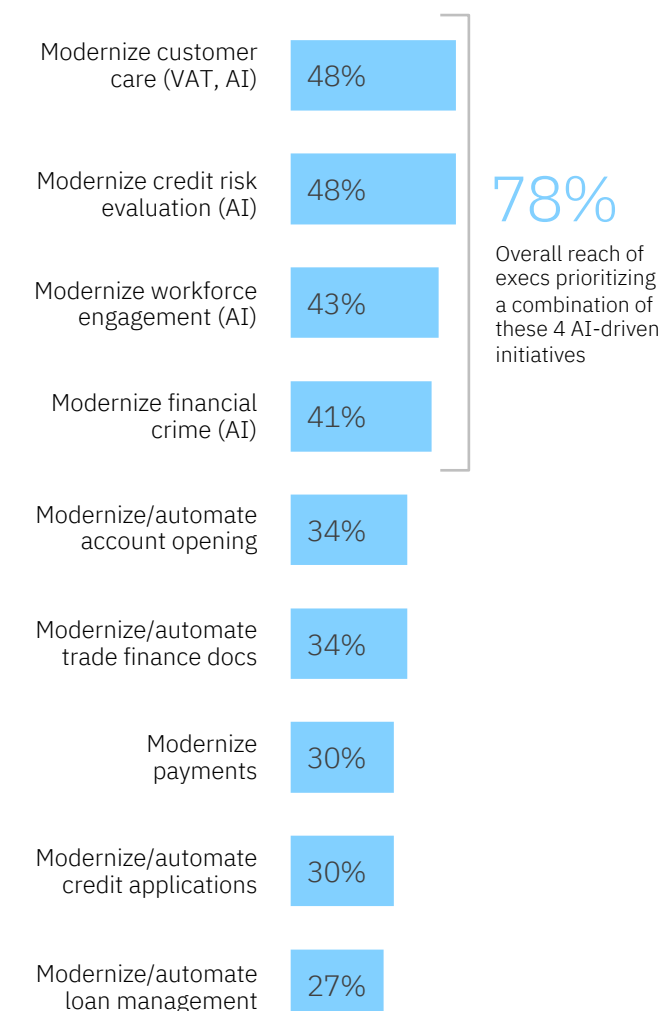 Modernize customer
care (VAT, AI)
48%
Modernize credit risk
evaluation (AI)
48%
Modernize workforce
engagement (AI)
43%
Modernize financial
crime (AI)
41%
78%
Overall reach of
execs prioritizing
a combination of
these 4 AI-driven
initiatives
Modernize/automate
account opening
34%
Modernize/automate
trade finance docs
34%
Modernize
payments
30%
Modernize/automate
credit applications
30%
Modernize/automate
loan management
27%